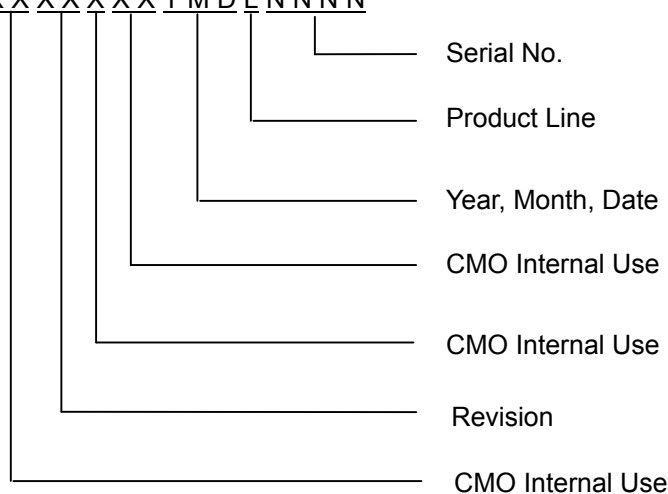 X X X X X X X Y M D L N N N N
Serial No.
Product Line
Year, Month, Date
CMO Internal Use
CMO Internal Use
Revision
CMO Internal Use